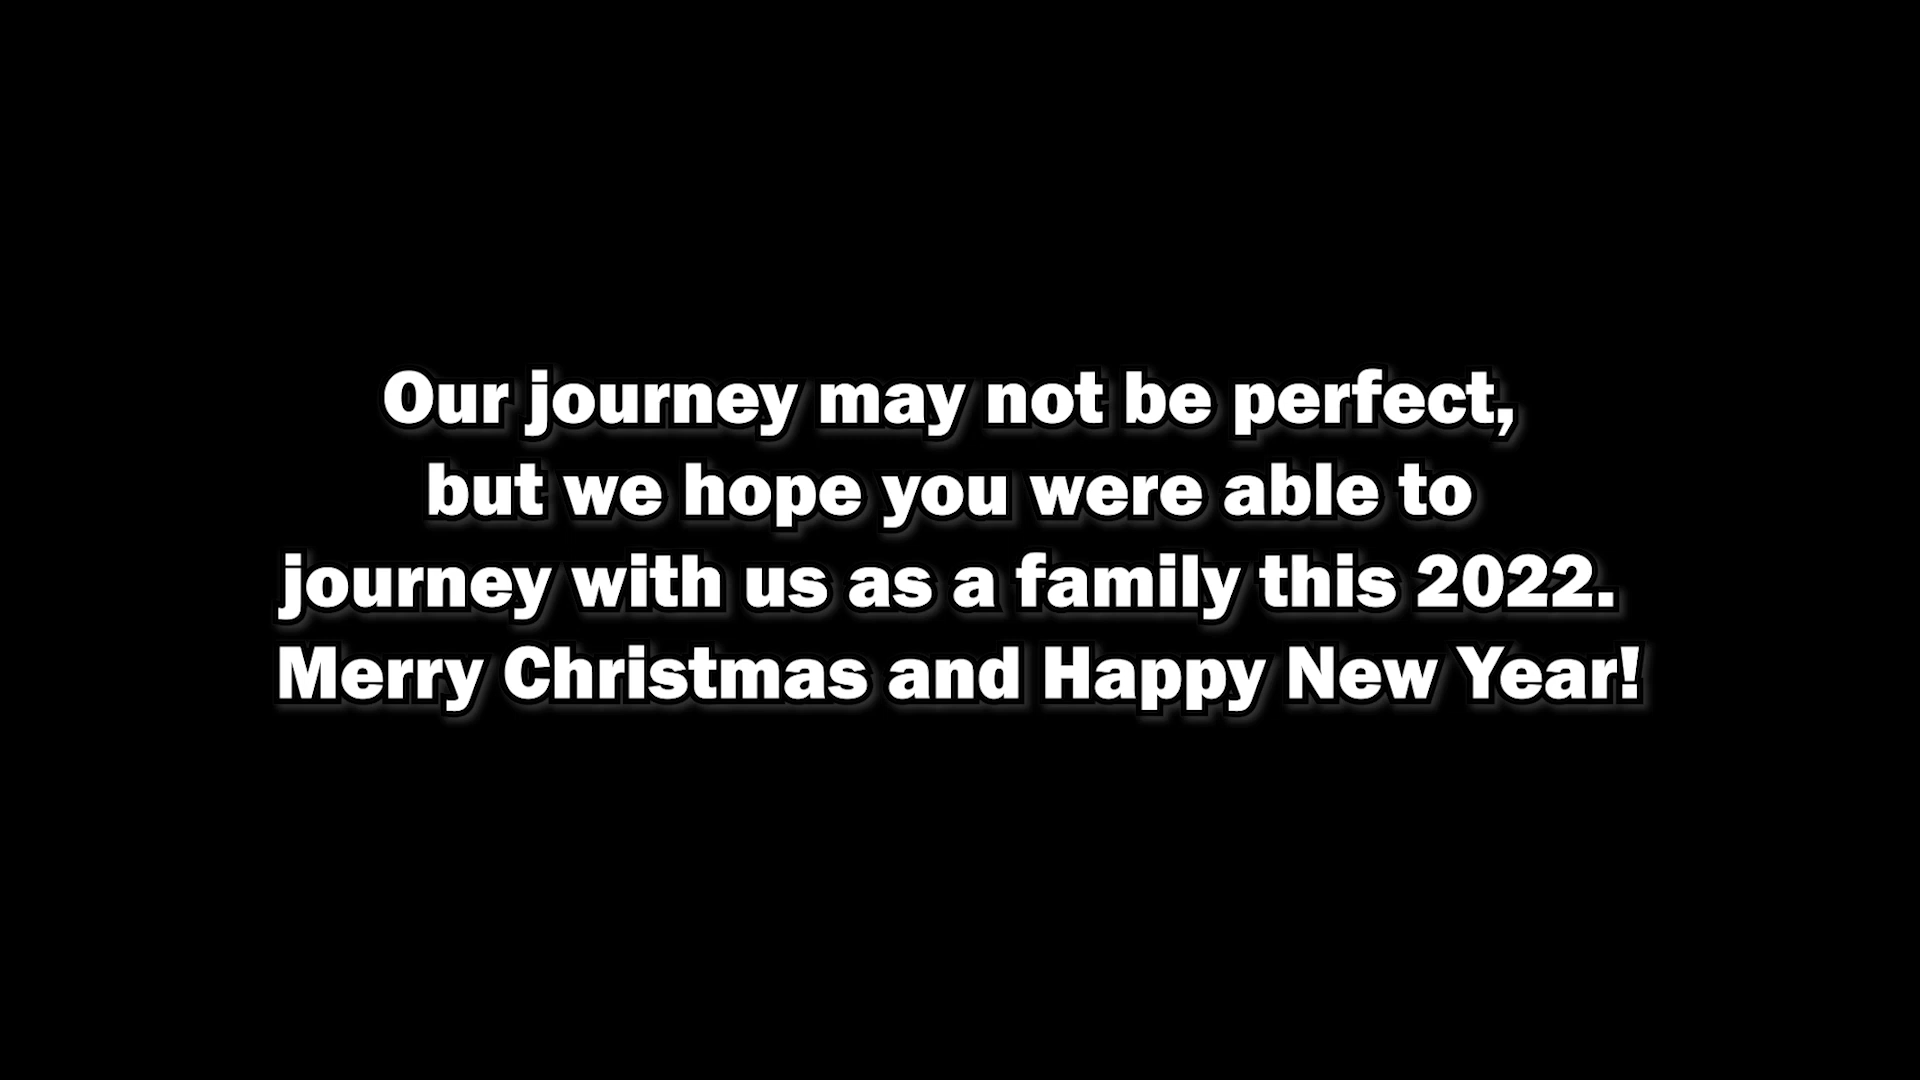 Our journey may not be perfect,
but we hope you were able to
journey with us as a family this 2022.
Merry Christmas and Happy New Year!